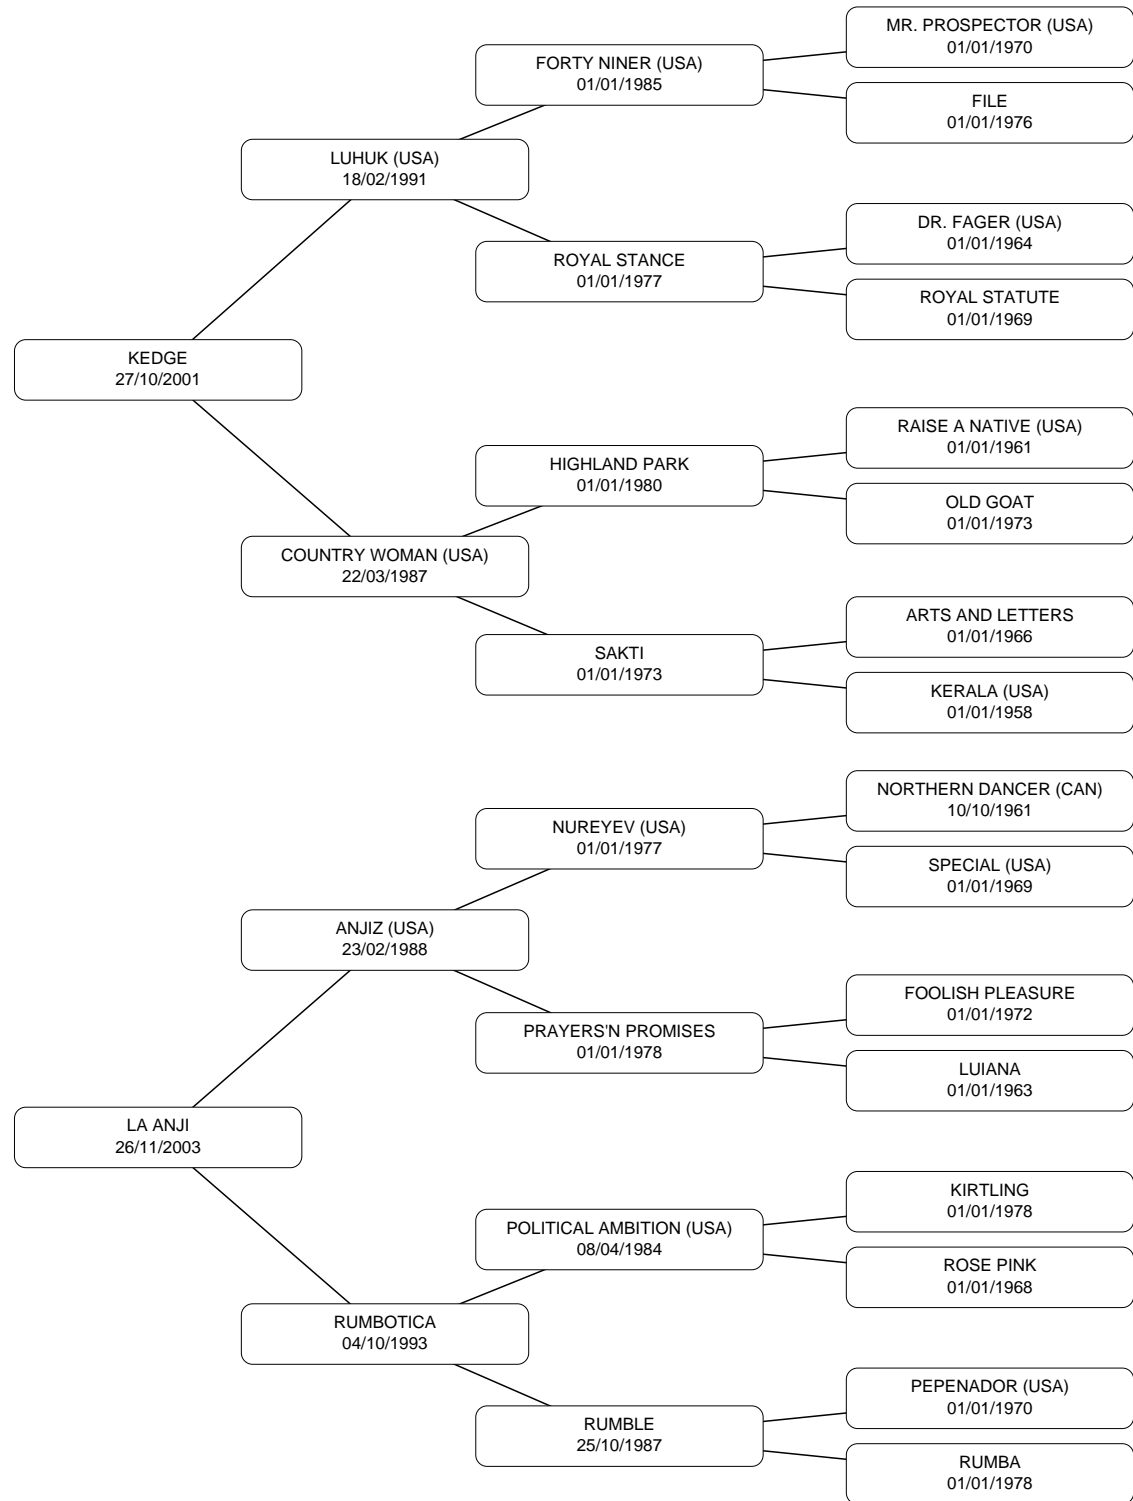 MR. PROSPECTOR (USA)
01/01/1970
FORTY NINER (USA)
01/01/1985
FILE
01/01/1976
LUHUK (USA)
18/02/1991
DR. FAGER (USA)
01/01/1964
ROYAL STANCE
01/01/1977
ROYAL STATUTE
01/01/1969
KEDGE
27/10/2001
RAISE A NATIVE (USA)
01/01/1961
HIGHLAND PARK
01/01/1980
OLD GOAT
01/01/1973
COUNTRY WOMAN (USA)
22/03/1987
ARTS AND LETTERS
01/01/1966
SAKTI
01/01/1973
KERALA (USA)
01/01/1958
NORTHERN DANCER (CAN)
10/10/1961
NUREYEV (USA)
01/01/1977
SPECIAL (USA)
01/01/1969
ANJIZ (USA)
23/02/1988
FOOLISH PLEASURE
01/01/1972
PRAYERS'N PROMISES
01/01/1978
LUIANA
01/01/1963
LA ANJI
26/11/2003
KIRTLING
01/01/1978
POLITICAL AMBITION (USA)
08/04/1984
ROSE PINK
01/01/1968
RUMBOTICA
04/10/1993
PEPENADOR (USA)
01/01/1970
RUMBLE
25/10/1987
RUMBA
01/01/1978